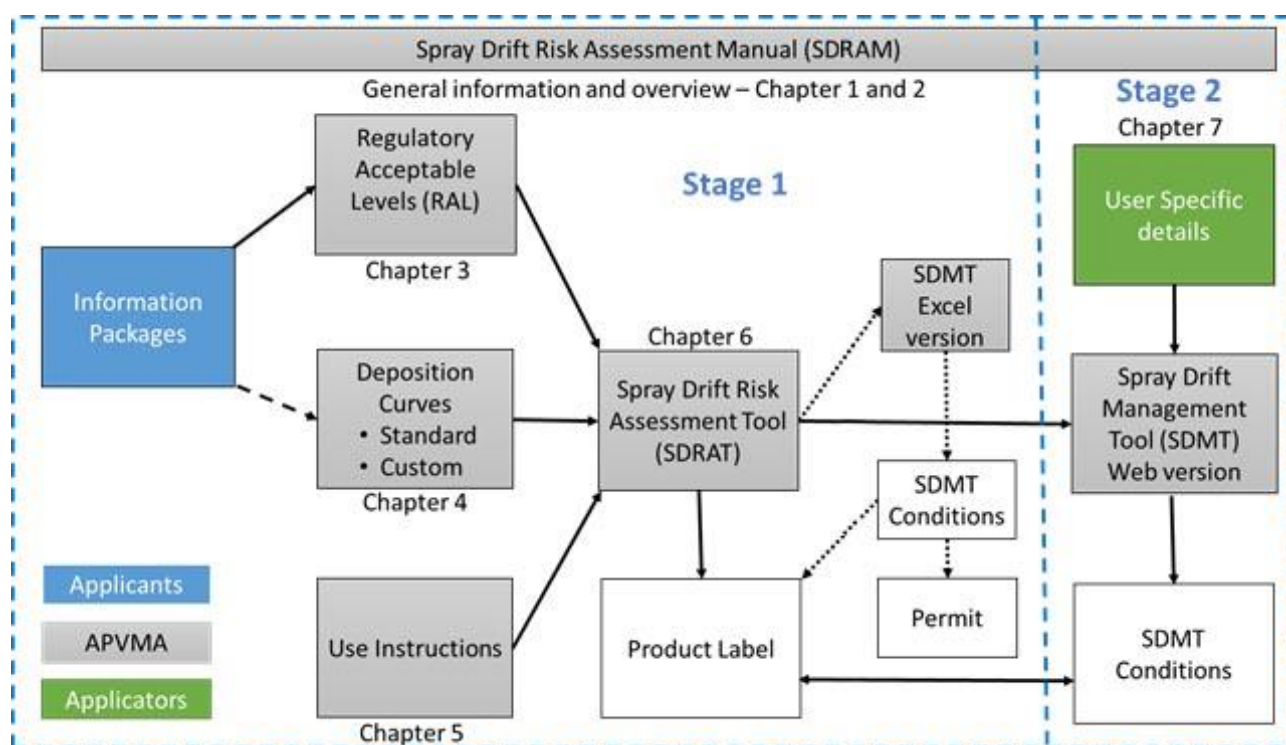 Spray Drift Risk Assessment Manual (SDRAM)
General information and overview – Chapter 1 and 2
Stage 1
Stage 2
Chapter 7
Regulatory
Acceptable
Levels (RAL)
Chapter 3
User Specific
details
Information
Packages
SDMT
Excel
version
Deposition
Curves
• Standard
• Custom
Chapter 4
Chapter 6
Spray Drift Risk
Assessment Tool
(SDRAT)
Spray Drift
Management
Tool (SDMT)
Web version
SDMT
Conditions
Applicants
APVMA
Applicators
Use Instructions
Chapter 5
Product Label
Permit
SDMT
Conditions